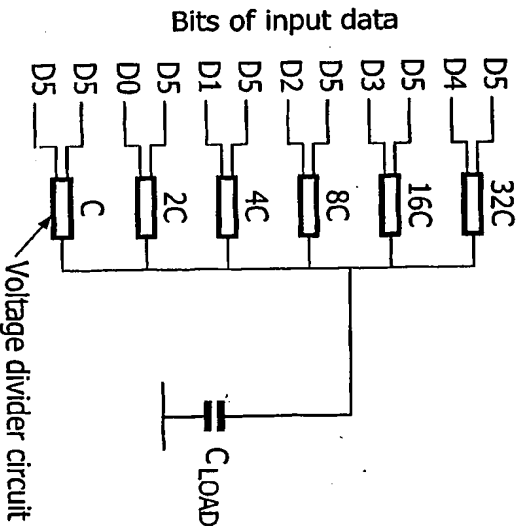 Bits of input data
D5
D5
D0
D5
D1
D5
D2
D5
D3
D5
D4
D5
C
2C
4C
8C
16C
32C
CLOAD
Voltage divider circuit